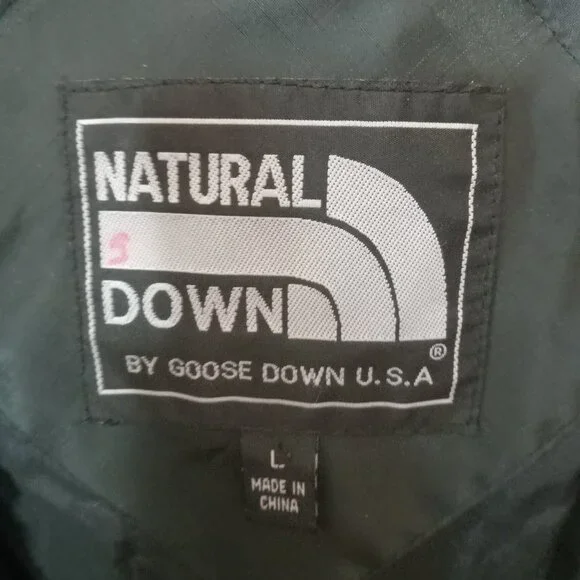 NATURAL
S
DOWN
®
BY GOOSE DOWN U.S.A
L
MADE IN
CHINA